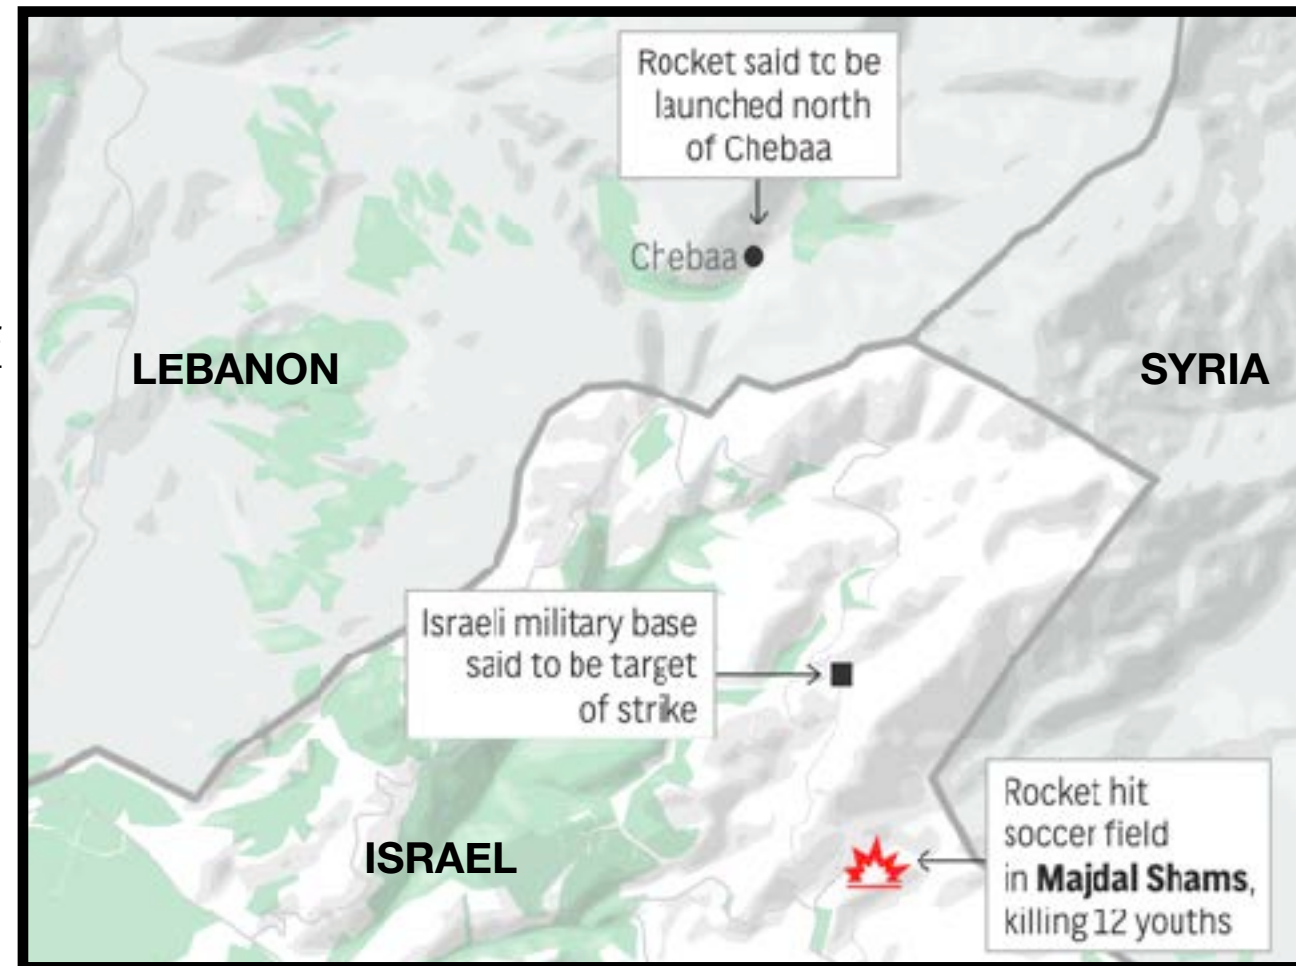 Rocket said to be
launched north
of Chebaa
Chebaa
LEBANON
SYRIA
Israeli military base
said to be target
of strike
Rocket hit
soccer field
in Majdal Shams,
killing 12 youths
ISRAEL